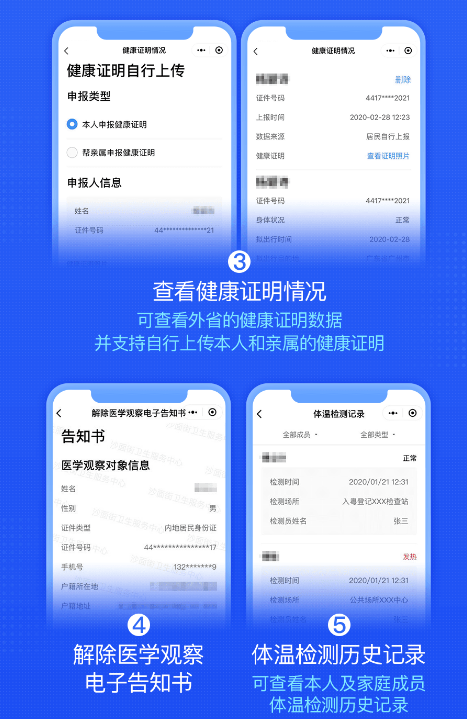 健康证明情况
健康证明自行上传
申报类型
本人申报健康证明
帮亲属申报健康证明
申报人信息
姓名
证件号码 44**************21
健康证明情况
删除
证件号码 4417****2021
上报时间 2020-02-28 12:23
数据来源 居民自行上报
健康证明 查看证明照片
证件号码 4417****2021
身体状况 正常
拟出行时间 2020-02-28
3
查看健康证明情况
可查看外省的健康证明数据
并支持自行上传本人和亲属的健康证明
解除医学观察电子告知书
告知书
医学观察对象信息
姓名
性别 男
证件类型 内地居民身份证
证件号码 44****************17
手机号 132*******9
户籍所在地
户籍地址
4
解除医学观察
电子告知书
体温检测记录
全部成员 全部类型
正常
检测时间 2020/01/21 12:31
检测场所 入粤登记XXX检查站
检测员姓名 张三
发热
检测时间 2020/01/21 12:31
检测场所 公共场所XXX中心
5
体温检测历史记录
可查看本人及家庭成员
体温检测历史记录